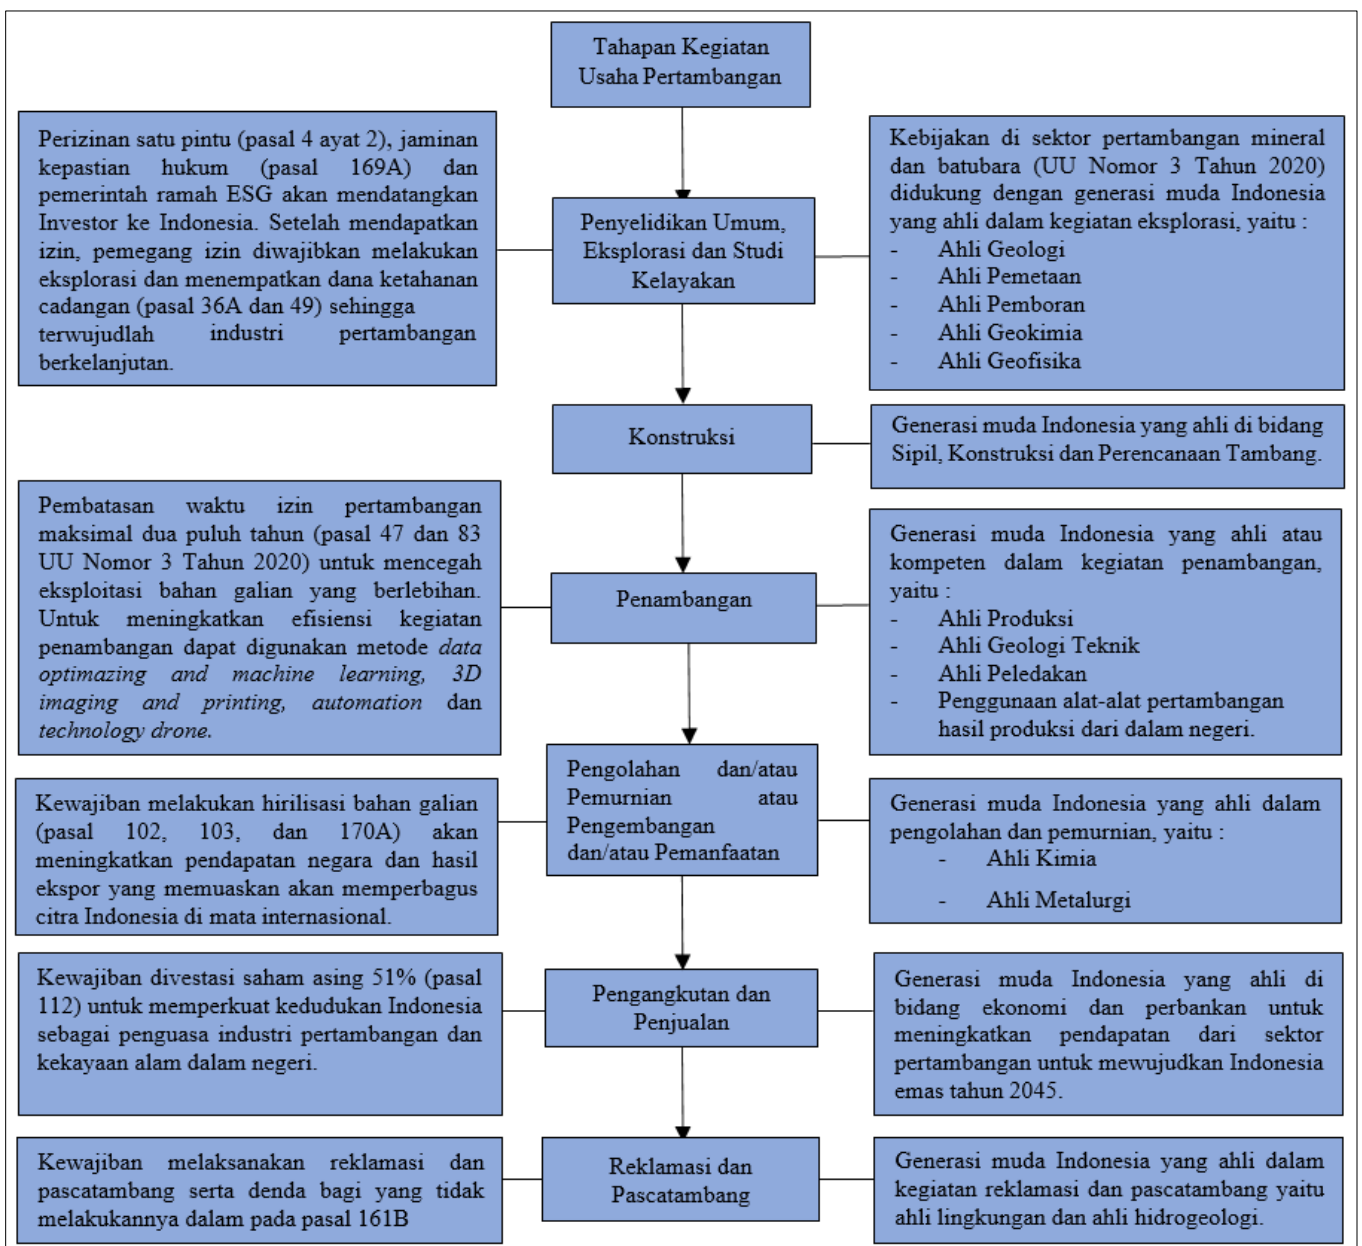 Tahapan Kegiatan
Usaha Pertambangan
Perizinan satu pintu (pasal 4 ayat 2), jaminan
kepastian hukum (pasal 169A) dan
pemerintah ramah ESG akan mendatangkan
Investor ke Indonesia. Setelah mendapatkan
izin, pemegang izin diwajibkan melakukan
eksplorasi dan menempatkan dana ketahanan
cadangan (pasal 36A dan 49) sehingga
terwujudlah industri pertambangan
berkelanjutan.
Penyelidikan Umum,
Eksplorasi dan Studi
Kelayakan
Kebijakan di sektor pertambangan mineral
dan batubara (UU Nomor 3 Tahun 2020)
didukung dengan generasi muda Indonesia
yang ahli dalam kegiatan eksplorasi, yaitu :
- Ahli Geologi
- Ahli Pemetaan
- Ahli Pemboran
- Ahli Geokimia
- Ahli Geofisika
Konstruksi
Generasi muda Indonesia yang ahli di bidang
Sipil, Konstruksi dan Perencanaan Tambang.
Pembatasan waktu izin pertambangan
maksimal dua puluh tahun (pasal 47 dan 83
UU Nomor 3 Tahun 2020) untuk mencegah
eksploitasi bahan galian yang berlebihan.
Untuk meningkatkan efisiensi kegiatan
penambangan dapat digunakan metode data
optimazing and machine learning, 3D
imaging and printing, automation dan
technology drone.
Penambangan
Generasi muda Indonesia yang ahli atau
kompeten dalam kegiatan penambangan,
yaitu :
- Ahli Produksi
- Ahli Geologi Teknik
- Ahli Peledakan
- Penggunaan alat-alat pertambangan
hasil produksi dari dalam negeri.
Kewajiban melakukan hirilisasi bahan galian
(pasal 102, 103, dan 170A) akan
meningkatkan pendapatan negara dan hasil
ekspor yang memuaskan akan memperbagus
citra Indonesia di mata internasional.
Pengolahan dan/atau
Pemurnian atau
Pengembangan
dan/atau Pemanfaatan
Generasi muda Indonesia yang ahli dalam
pengolahan dan pemurnian, yaitu :
- Ahli Kimia
- Ahli Metalurgi
Kewajiban divestasi saham asing 51% (pasal
112) untuk memperkuat kedudukan Indonesia
sebagai penguasa industri pertambangan dan
kekayaan alam dalam negeri.
Pengangkutan dan
Penjualan
Generasi muda Indonesia yang ahli di
bidang ekonomi dan perbankan untuk
meningkatkan pendapatan dari sektor
pertambangan untuk mewujudkan Indonesia
emas tahun 2045.
Kewajiban melaksanakan reklamasi dan
pascatambang serta denda bagi yang tidak
melakukannya dalam pada pasal 161B
Reklamasi dan
Pascatambang
Generasi muda Indonesia yang ahli dalam
kegiatan reklamasi dan pascatambang yaitu
ahli lingkungan dan ahli hidrogeologi.